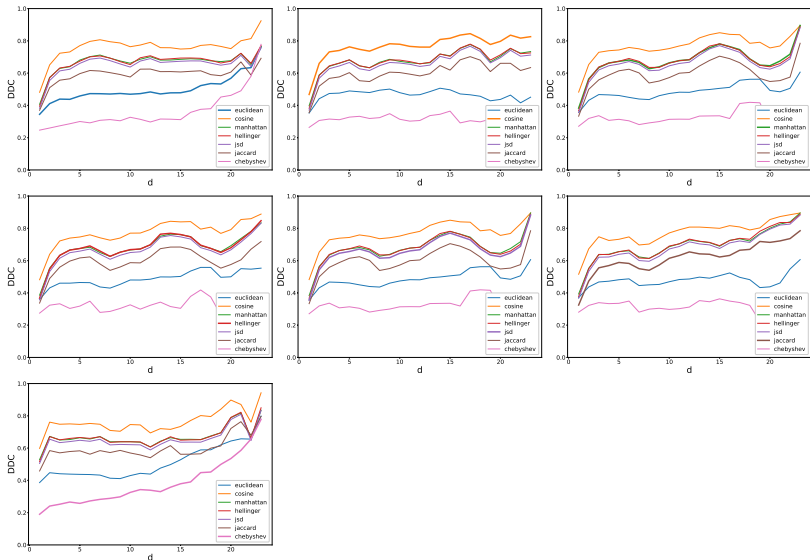 1.0
0.8
0.6
0.4
0.2
0.0
DDC
euclidean
cosine
manhattan
hellinger
jsd
jaccard
chebyshev
0 5 10 15 20
d
1.0
0.8
0.6
0.4
0.2
0.0
DDC
euclidean
cosine
manhattan
hellinger
jsd
jaccard
chebyshev
0 5 10 15 20
d
1.0
0.8
0.6
0.4
0.2
0.0
DDC
euclidean
cosine
manhattan
hellinger
jsd
jaccard
chebyshev
0 5 10 15 20
d
1.0
0.8
0.6
0.4
0.2
0.0
DDC
euclidean
cosine
manhattan
hellinger
jsd
jaccard
chebyshev
0 5 10 15 20
d
1.0
0.8
0.6
0.4
0.2
0.0
DDC
euclidean
cosine
manhattan
hellinger
jsd
jaccard
chebyshev
0 5 10 15 20
d
1.0
0.8
0.6
0.4
0.2
0.0
DDC
euclidean
cosine
manhattan
hellinger
jsd
jaccard
chebyshev
0 5 10 15 20
d
1.0
0.8
0.6
0.4
0.2
0.0
DDC
euclidean
cosine
manhattan
hellinger
jsd
jaccard
chebyshev
0 5 10 15 20
d